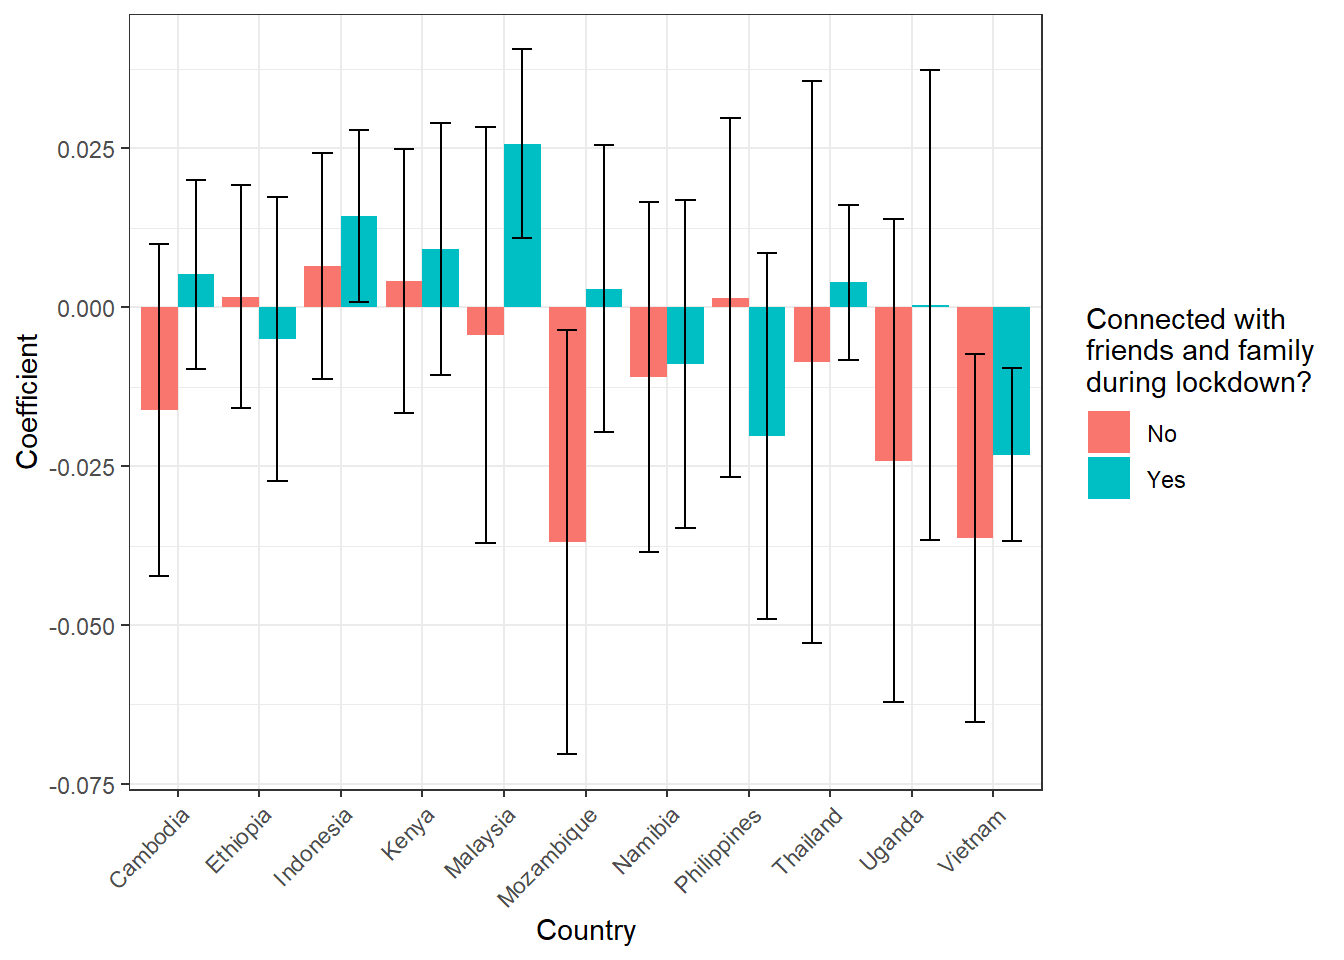 0.025
0.000
-0.025
-0.050
-0.075
Coefficient
Cambodia
Ethiopia
Indonesia
Kenya
Malaysia
Mozambique
Namibia
Philippines
Thailand
Uganda
Vietnam
Country
Connected with
friends and family
during lockdown?
No
Yes